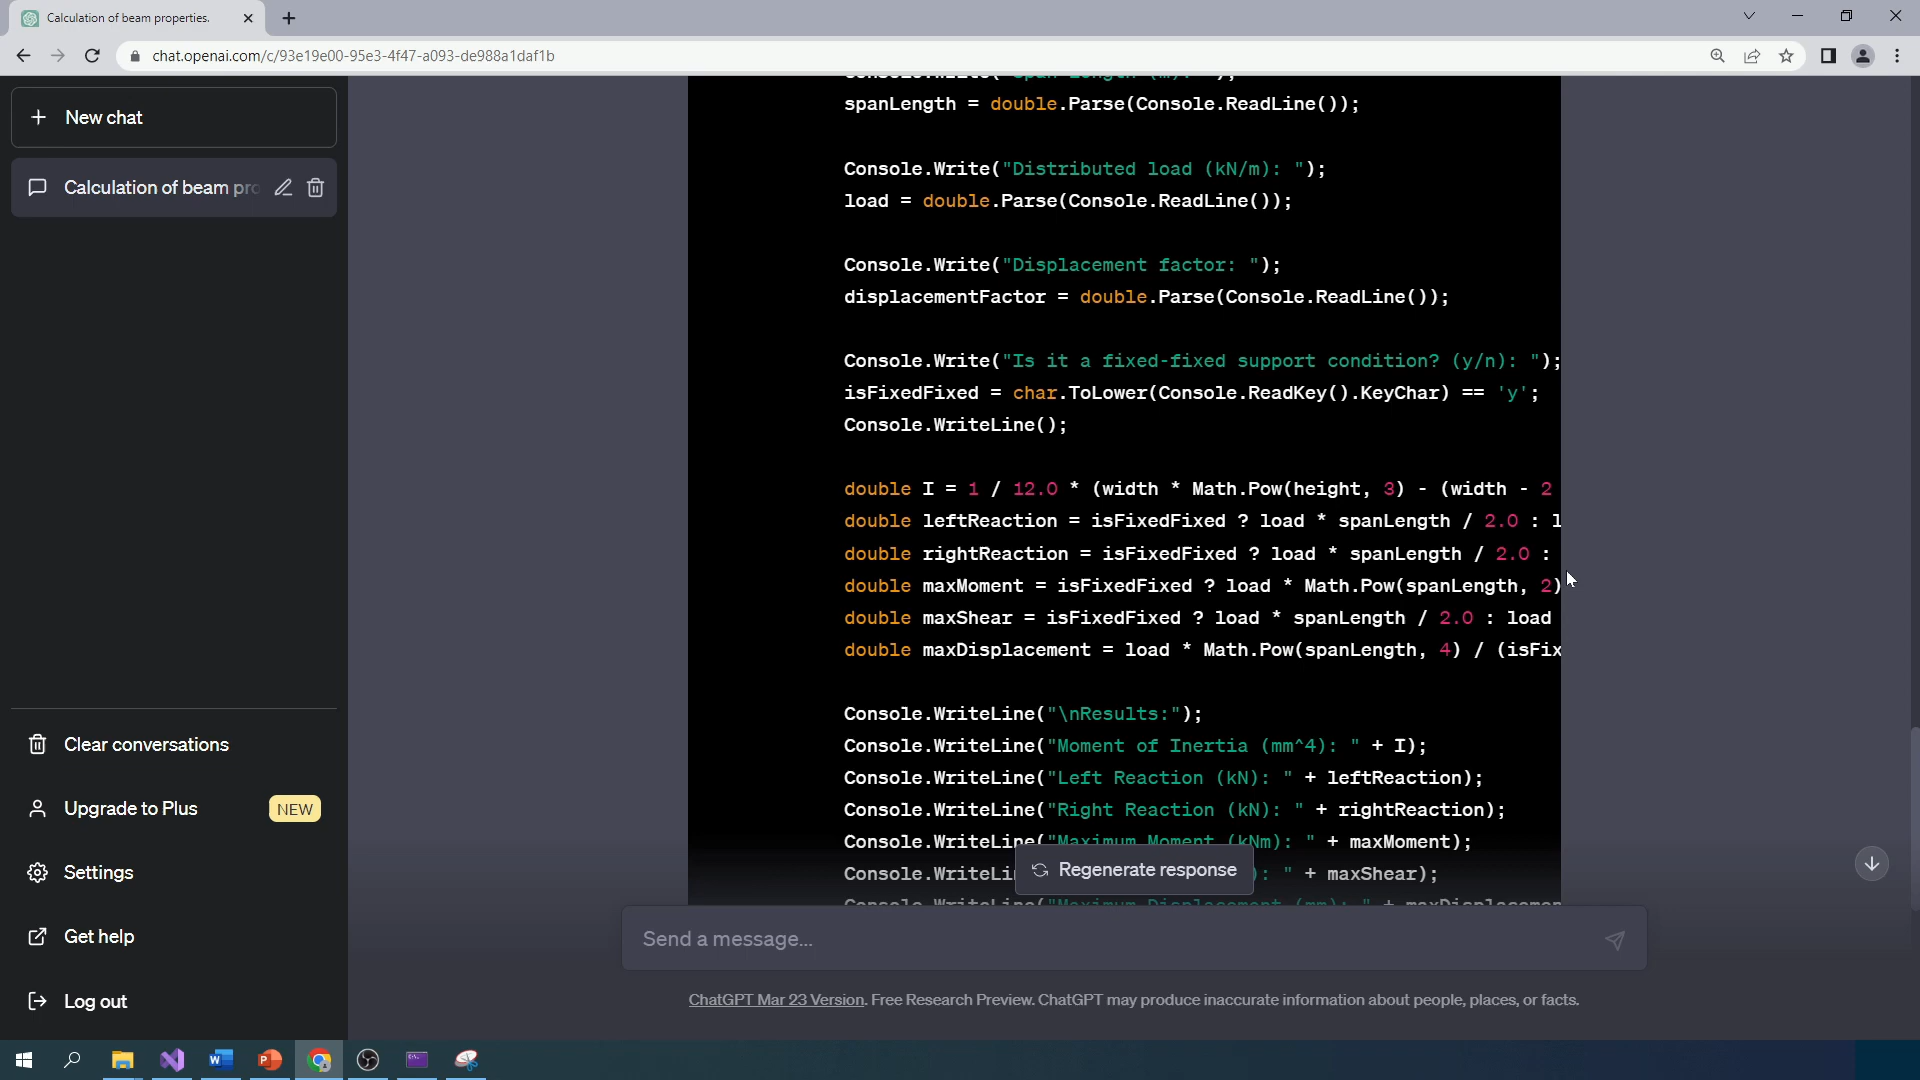 Calculation of beam properties.
chat.openai.com/c/93e19e00-95e3-4f47-a093-de988a1daf1b
New chat
Calculation of beam pro
Clear conversations
Upgrade to Plus NEW
Settings
Get help
Log out
spanLength = double.Parse(Console.ReadLine());
Console.Write("Distributed load (kN/m): ");
load = double.Parse(Console.ReadLine());
Console.Write("Displacement factor: ");
displacementFactor = double.Parse(Console.ReadLine());
Console.Write("Is it a fixed-fixed support condition? (y/n): ");
isFixedFixed = char.ToLower(Console.ReadKey().KeyChar) == 'y';
Console.WriteLine();
double I = 1 / 12.0 * (width * Math.Pow(height, 3) - (width - 2
double leftReaction = isFixedFixed ? load * spanLength / 2.0 : l
double rightReaction = isFixedFixed ? load * spanLength / 2.0 :
double maxMoment = isFixedFixed ? load * Math.Pow(spanLength, 2)
double maxShear = isFixedFixed ? load * spanLength / 2.0 : load
double maxDisplacement = load * Math.Pow(spanLength, 4) / (isFix
Console.WriteLine("\nResults:");
Console.WriteLine("Moment of Inertia (mm^4): " + I);
Console.WriteLine("Left Reaction (kN): " + leftReaction);
Console.WriteLine("Right Reaction (kN): " + rightReaction);
Console.WriteLine("Maximum Moment (kNm): " + maxMoment);
Console.WriteLi ): " + maxShear);
Regenerate response
Send a message...
ChatGPT Mar 23 Version. Free Research Preview. ChatGPT may produce inaccurate information about people, places, or facts.